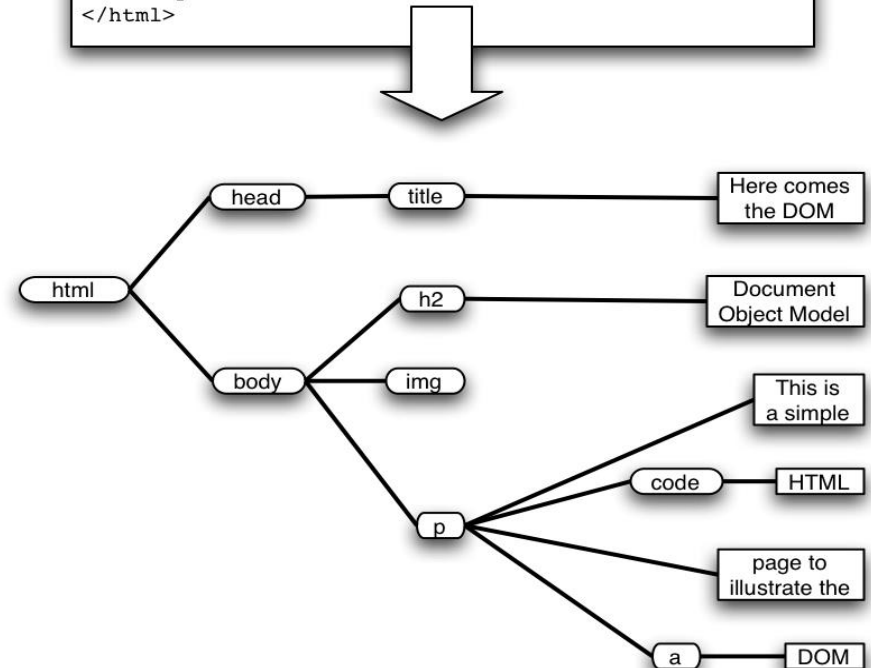 </html>
head
title
Here comes
the DOM
html
h2
Document
Object Model
body
img
This is
a simple
code
HTML
p
page to
illustrate the
a
DOM